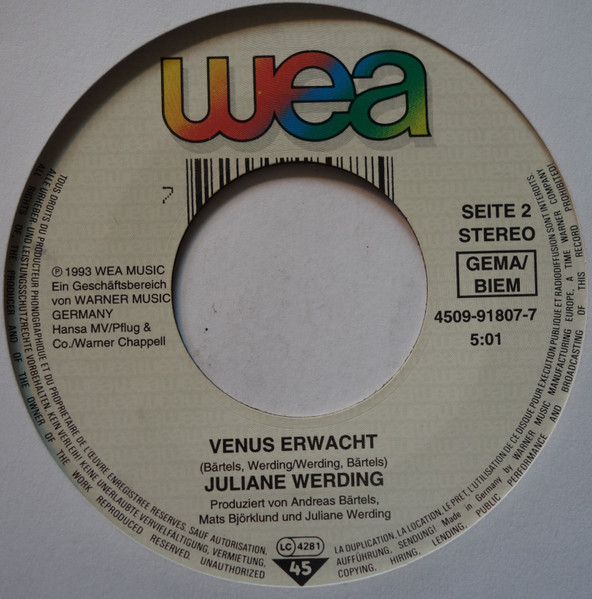 wea
SEITE 2
STEREO
GEMA/
BIEM
4509-91807-7
5:01
℗ 1993 WEA MUSIC
Ein Geschäftsbereich
von WARNER MUSIC
GERMANY
Hansa MV/Pflug &
Co./Warner Chappell
VENUS ERWACHT
(Bärtels, Werding/Werding, Bärtels)
JULIANE WERDING
Produziert von Andreas Bärtels,
Mats Björklund und Juliane Werding
LC 4281
45
TOUS DROITS DU PRODUCTEUR PHONOGRAPHIQUE ET DU PROPRIETAIRE DE L'ŒUVRE ENREGISTREE RESERVES. SAUF AUTORISATION, LA DUPLICATION, LA LOCATION, LE PRET, L'UTILISATION DE CE DISQUE POUR EXECUTION PUBLIQUE ET RADIODIFFUSION SONT INTERDITS.
ALLE URHEBER- UND LEISTUNGSSCHUTZRECHTE VORBEHALTEN. KEIN VERLEIH! KEINE UNERLAUBTE VERVIELFÄLTIGUNG, VERMIETUNG, AUFFÜHRUNG, SENDUNG! Made in Germany by WARNER MUSIC MANUFACTURING EUROPE, A TIME WARNER COMPANY
ALL RIGHTS OF THE PRODUCER AND OF THE OWNER OF THE WORK REPRODUCED RESERVED. UNAUTHORIZED COPYING, HIRING, LENDING, PUBLIC PERFORMANCE AND BROADCASTING OF THIS RECORD PROHIBITED!